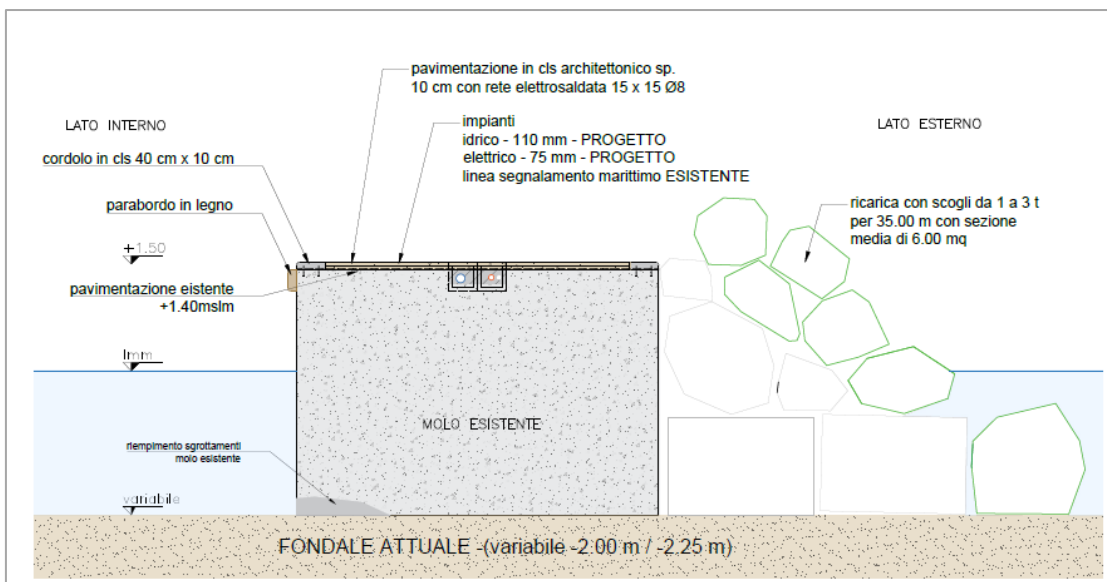 pavimentazione in cls architettonico sp.
10 cm con rete elettrosaldata 15 x 15 Ø8
LATO INTERNO
impianti
idrico - 110 mm - PROGETTO
elettrico - 75 mm - PROGETTO
linea segnalamento marittimo ESISTENTE
LATO ESTERNO
cordolo in cls 40 cm x 10 cm
parabordo in legno
ricarica con scogli da 1 a 3 t
per 35.00 m con sezione
media di 6.00 mq
+1.50
pavimentazione eistente
+1.40mslm
lmm
MOLO ESISTENTE
riempimento sgrottamenti
molo esistente
variabile
FONDALE ATTUALE -(variabile -2.00 m / -2.25 m)